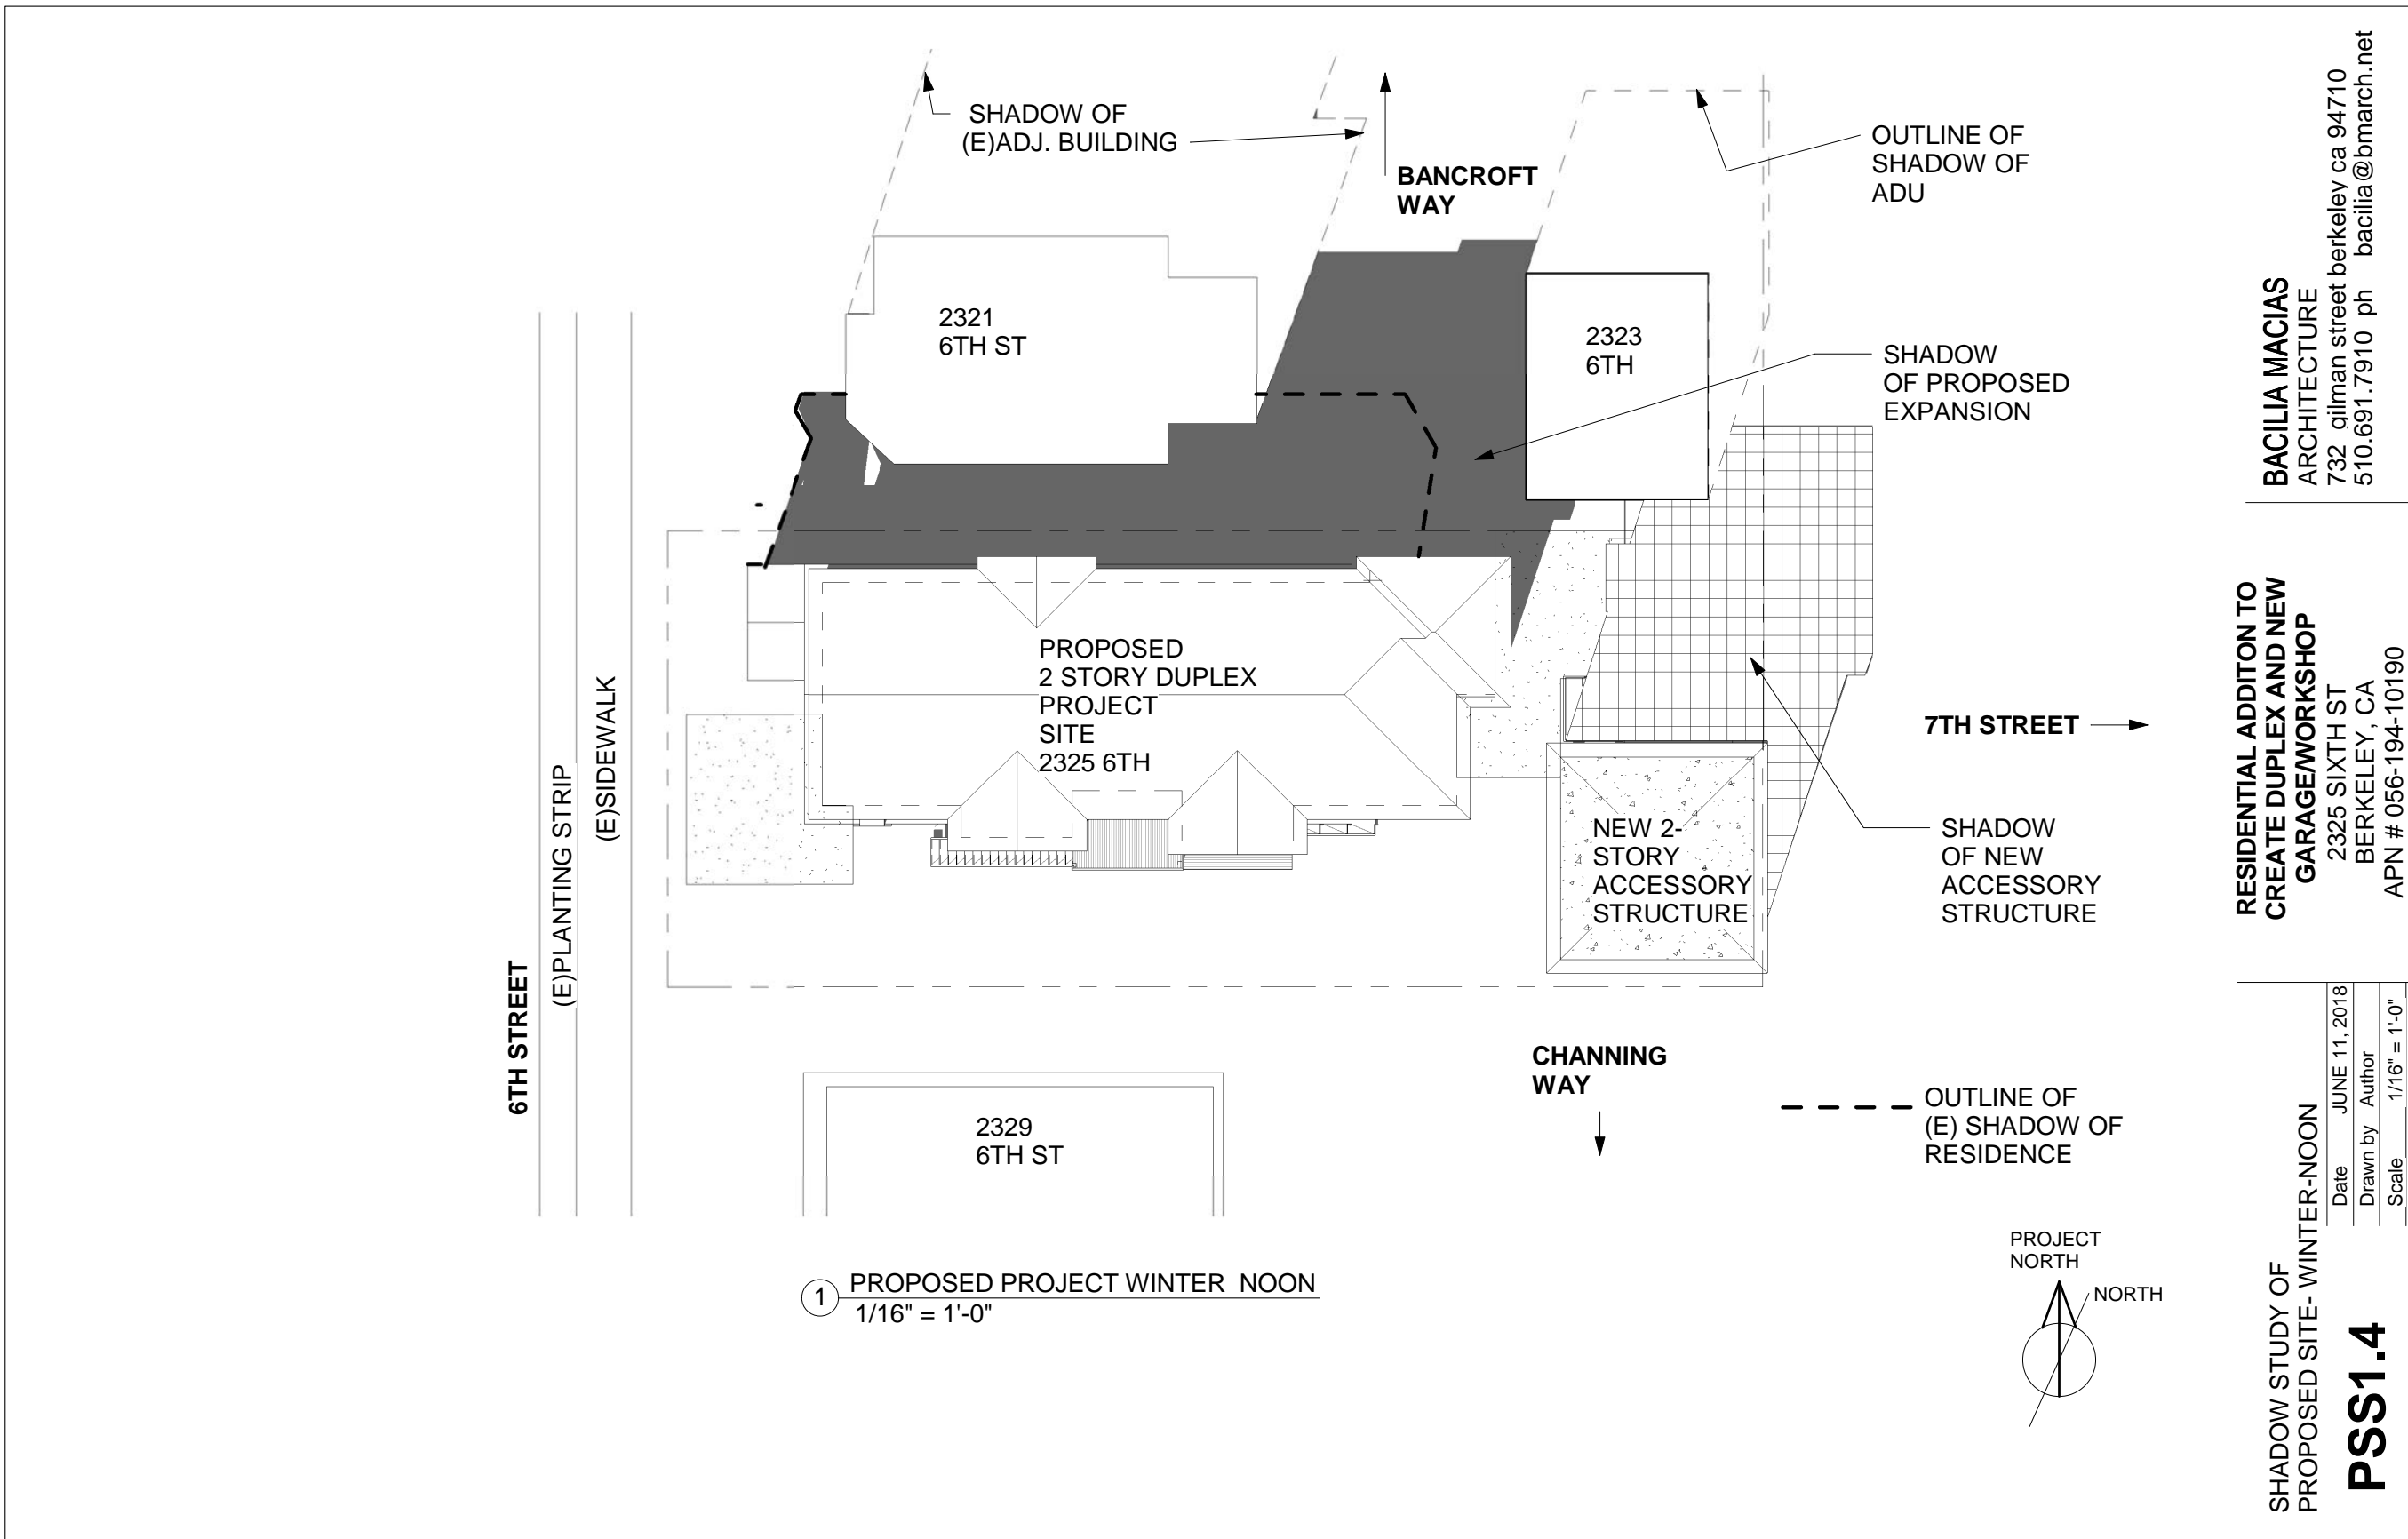 SHADOW OF
(E)ADJ. BUILDING
BANCROFT
WAY
OUTLINE OF
SHADOW OF
ADU
2321
6TH ST
2323
6TH
SHADOW
OF PROPOSED
EXPANSION
PROPOSED
2 STORY DUPLEX
PROJECT
SITE
2325 6TH
7TH STREET
NEW 2-
STORY
ACCESSORY
STRUCTURE
SHADOW
OF NEW
ACCESSORY
STRUCTURE
6TH STREET
(E)PLANTING STRIP
(E)SIDEWALK
CHANNING
WAY
OUTLINE OF
(E) SHADOW OF
RESIDENCE
2329
6TH ST
1 PROPOSED PROJECT WINTER NOON
1/16" = 1'-0"
PROJECT
NORTH
NORTH
BACILIA MACIAS
ARCHITECTURE
732 gilman street berkeley ca 94710
510.691.7910 ph bacilia@bmarch.net
RESIDENTIAL ADDITON TO
CREATE DUPLEX AND NEW
GARAGE/WORKSHOP
2325 SIXTH ST
BERKELEY, CA
APN # 056-194-10190
SHADOW STUDY OF
PROPOSED SITE- WINTER-NOON
Date JUNE 11, 2018
Drawn by Author
Scale 1/16" = 1'-0"
PSS1.4